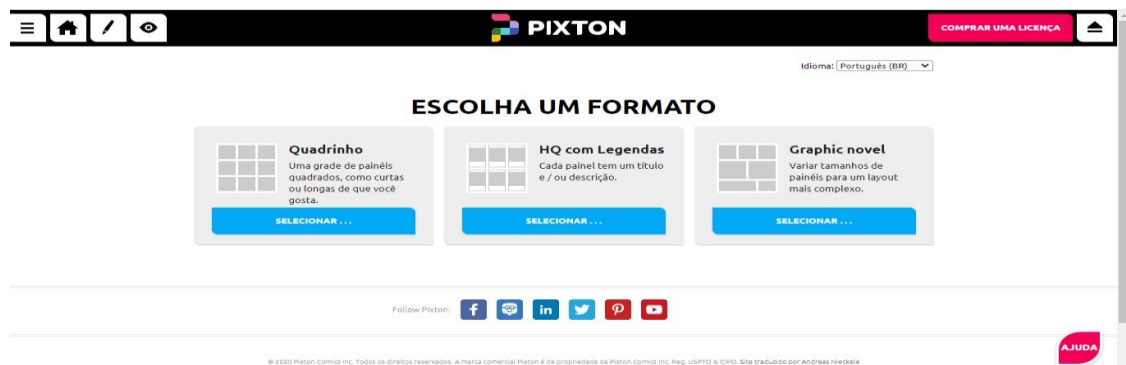 PIXTON
COMPRAR UMA LICENÇA
Idioma: Português (BR)
ESCOLHA UM FORMATO
Quadrinho
Uma grade de painéis
quadrados, como curtas
ou longas de que você
gosta.
SELECIONAR . . .
HQ com Legendas
Cada painel tem um título
e / ou descrição.
SELECIONAR . . .
Graphic novel
Variar tamanhos de
painéis para um layout
mais complexo.
SELECIONAR . . .
Follow Pixton:
f in
AJUDA
© 2020 Pixton Comics Inc. Todos os direitos reservados. A marca comercial Pixton é de propriedade da Pixton Comics Inc. Reg. USPTO & CIPO. Site traduzido por Andreas Nieckele